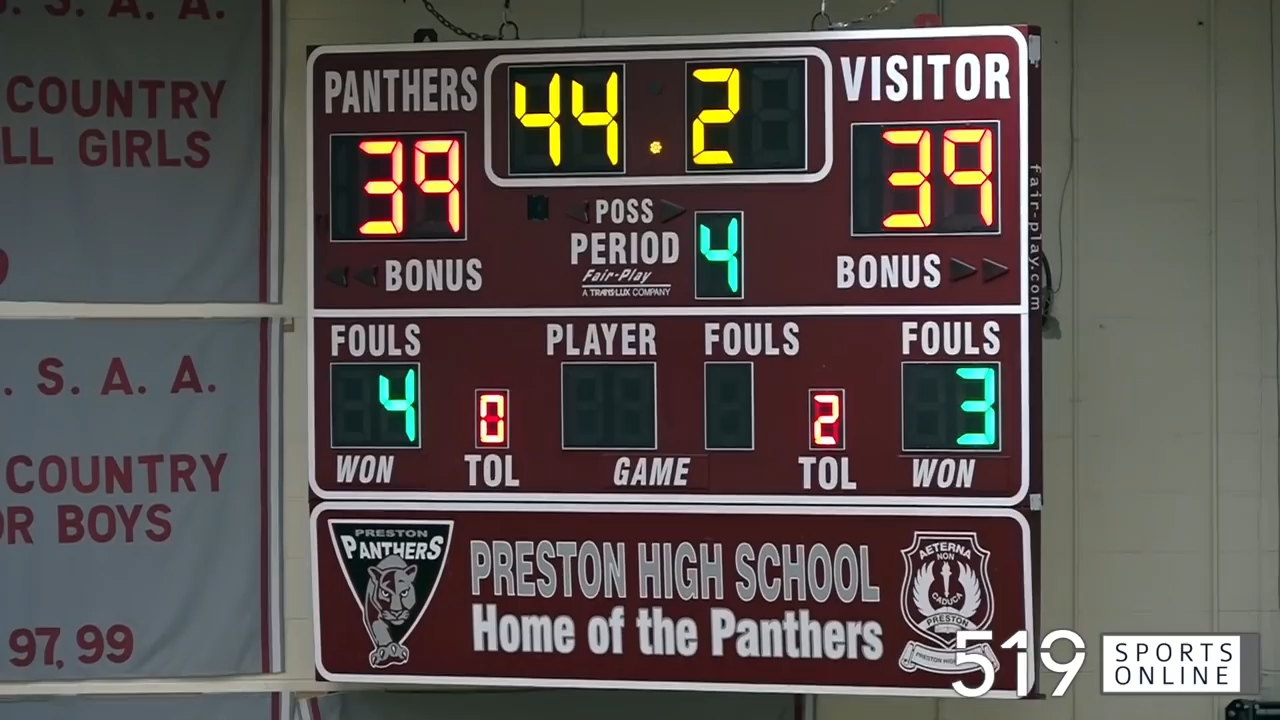 . S. A. A.
COUNTRY
LL GIRLS
. S. A. A.
COUNTRY
OR BOYS
97, 99
PANTHERS
44.2
VISITOR
39
39
POSS
PERIOD
4
Fair-Play
A TRANS-LUX COMPANY
BONUS
BONUS
fair-play.com
FOULS
PLAYER
FOULS
FOULS
4
0
2
3
WON
TOL
GAME
TOL
WON
PRESTON
PANTHERS
PRESTON HIGH SCHOOL
Home of the Panthers
AETERNA
NON
CADUCA
PRESTON
PRESTON HIGH
519 SPORTS
ONLINE